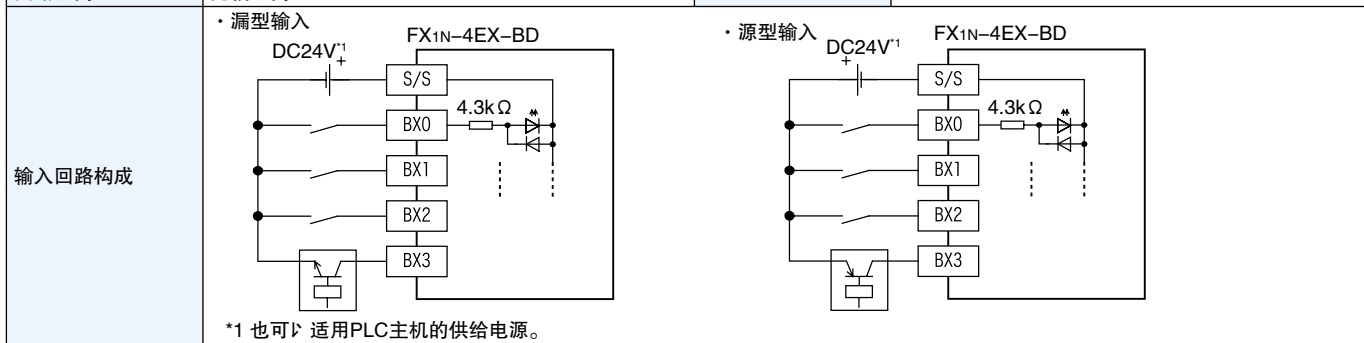 ·漏型输入
DC24V*1
+
FX1N–4EX–BD
S/S
BX0
4.3kΩ
BX1
BX2
BX3
·源型输入
DC24V*1
+
FX1N–4EX–BD
S/S
BX0
4.3kΩ
BX1
BX2
BX3
输入回路构成
*1 也可以 适用PLC主机的供给电源。